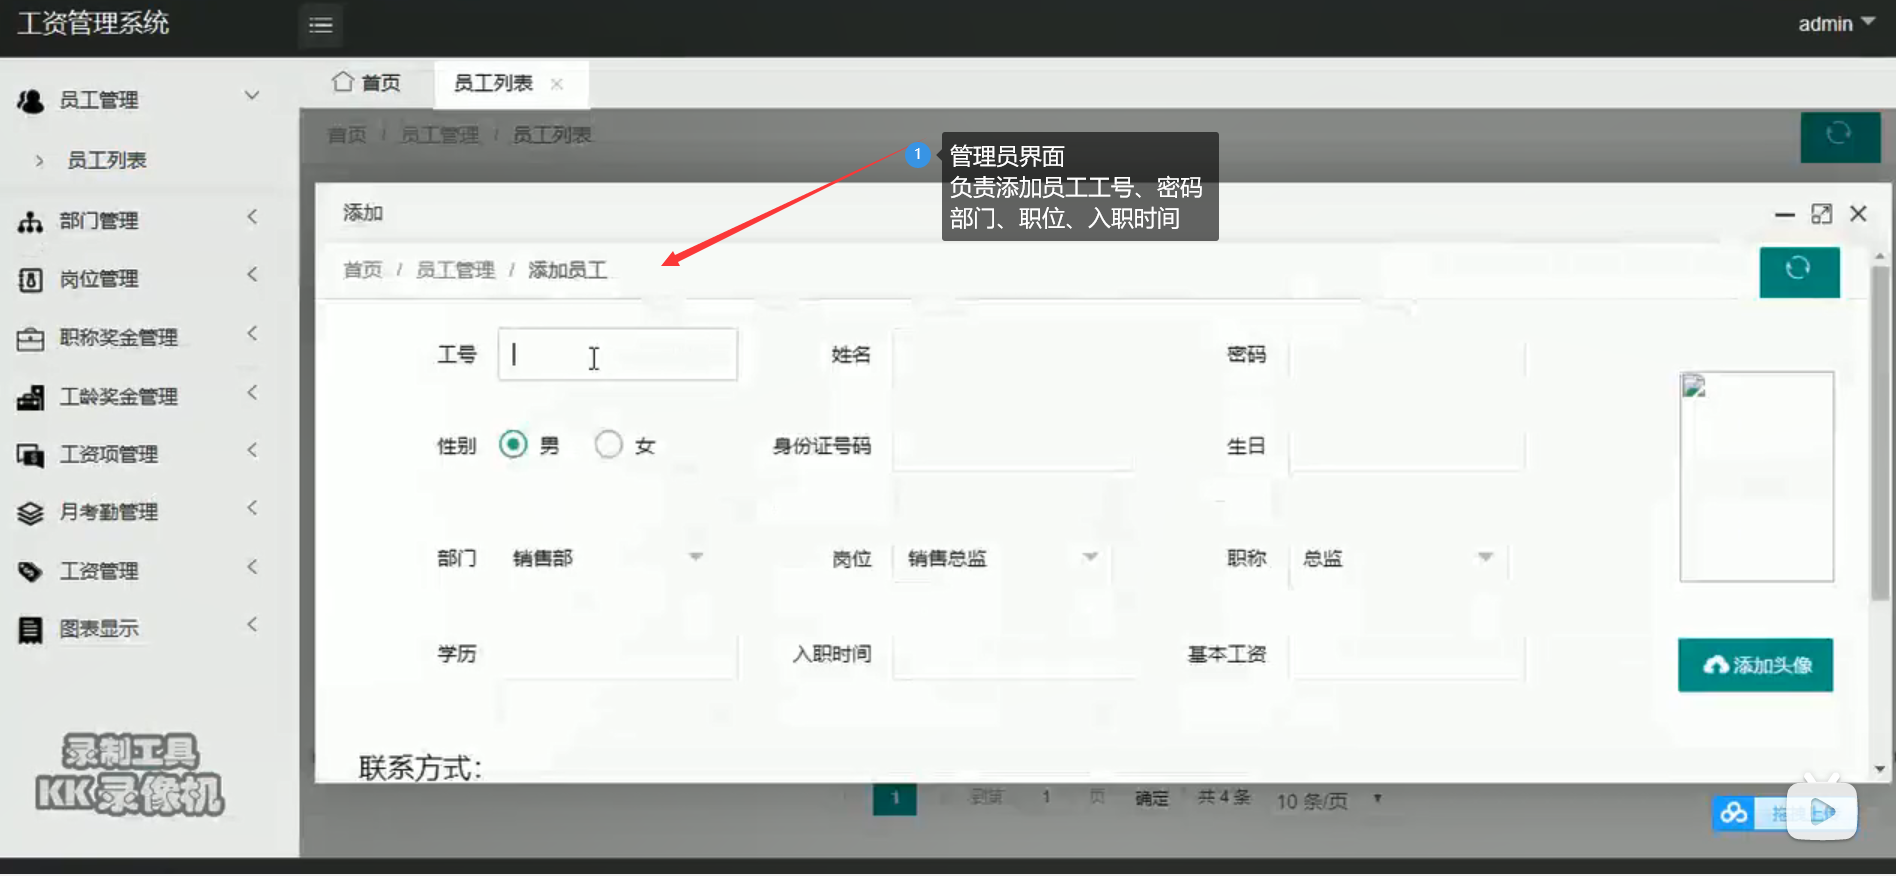 工资管理系统
admin
员工管理
员工列表
部门管理
岗位管理
职称奖金管理
工龄奖金管理
工资项管理
月考勤管理
工资管理
图表显示
首页
员工列表
首页 / 员工管理 / 员工列表
1
管理员界面
负责添加员工工号、密码
部门、职位、入职时间
添加
首页 / 员工管理 / 添加员工
工号
姓名
密码
性别 男 女
身份证号码
生日
部门 销售部
岗位 销售总监
职称 总监
学历
入职时间
基本工资
添加头像
联系方式:
1 到第 1 页 确定 共 4 条 10 条/页
录制工具
KK录像机